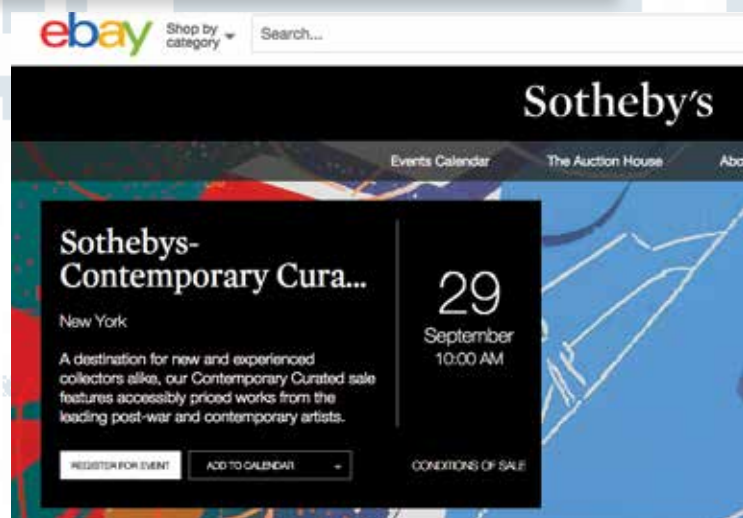 ebay
Shop by
category
Search...
Sotheby's
Events Calendar
The Auction House
Abo
Sothebys-
Contemporary Cura...
New York
A destination for new and experienced
collectors alike, our Contemporary Curated sale
features accessibly priced works from the
leading post-war and contemporary artists.
29
September
10:00 AM
REGISTER FOR EVENT
ADD TO CALENDAR
CONDITIONS OF SALE